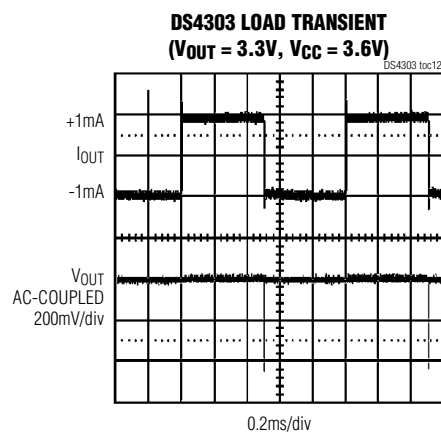 DS4303 LOAD TRANSIENT
(VOUT = 3.3V, VCC = 3.6V)
DS4303 toc12
+1mA
IOUT
-1mA
VOUT
AC-COUPLED
200mV/div
0.2ms/div